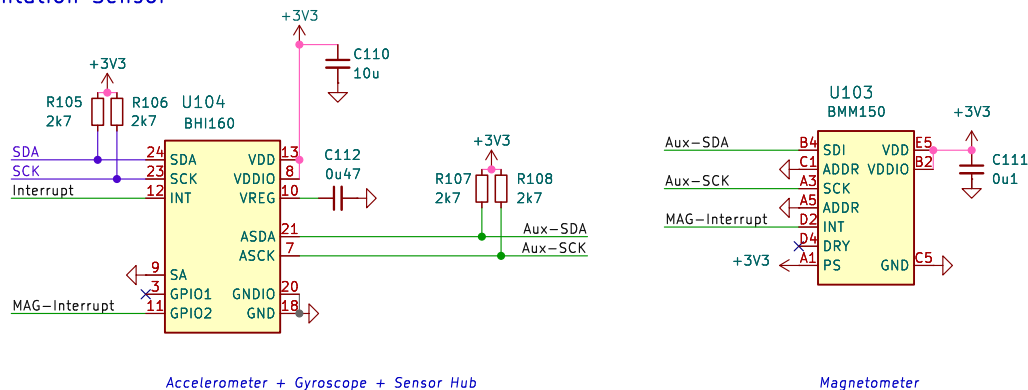 ntation Sensor
+3V3
C110
10u
+3V3
R105
2k7
R106
2k7
U104
BHI160
SDA
SCK
Interrupt
MAG-Interrupt
24 SDA
23 SCK
12 INT
9 SA
3 GPIO1
11 GPIO2
VDD 13
VDDIO 8
VREG 10
ASDA 21
ASCK 7
GNDIO 20
GND 18
C112
0u47
+3V3
R107
2k7
R108
2k7
Aux-SDA
Aux-SCK
Accelerometer + Gyroscope + Sensor Hub
U103
BMM150
Aux-SDA
Aux-SCK
MAG-Interrupt
+3V3
B4 SDI
C1 ADDR
A3 SCK
A5 ADDR
D2 INT
D4 DRY
A1 PS
VDD E5
VDDIO B2
GND C5
+3V3
C111
0u1
Magnetometer